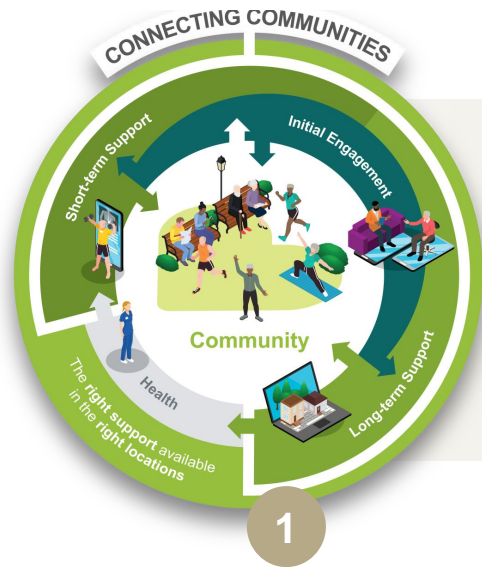 CONNECTING COMMUNITIES
Short-term Support
Initial Engagement
Community
Long-term Support
Health
The right support available
in the right locations
1